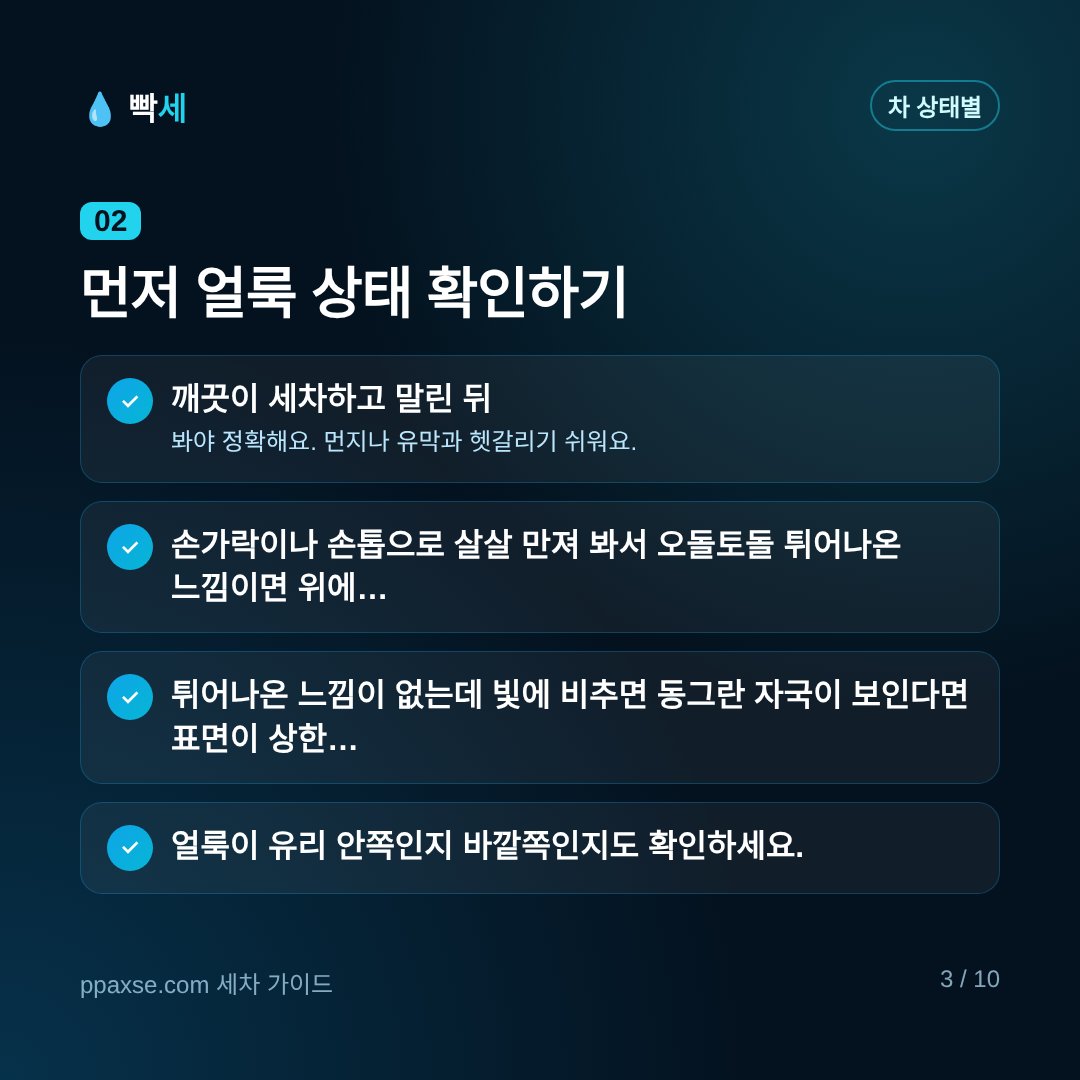 빡세
차 상태별
02
먼저 얼룩 상태 확인하기
깨끗이 세차하고 말린 뒤
봐야 정확해요. 먼지나 유막과 헷갈리기 쉬워요.
손가락이나 손톱으로 살살 만져 봐서 오돌토돌 튀어나온
느낌이면 위에…
튀어나온 느낌이 없는데 빛에 비추면 동그란 자국이 보인다면
표면이 상한…
얼룩이 유리 안쪽인지 바깥쪽인지도 확인하세요.
ppaxse.com 세차 가이드
3 / 10